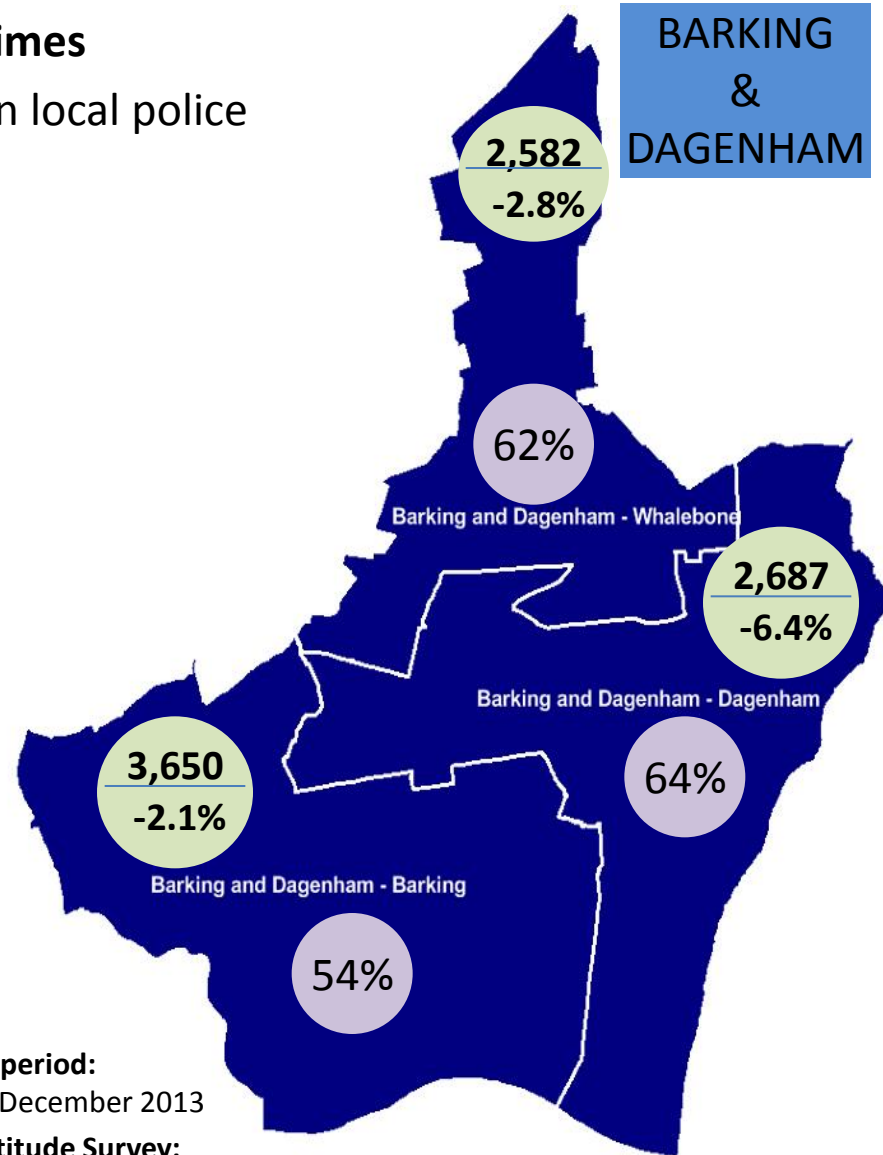 imes
n local police
BARKING
&
DAGENHAM
2,582
-2.8%
62%
Barking and Dagenham - Whalebone
2,687
-6.4%
Barking and Dagenham - Dagenham
64%
3,650
-2.1%
Barking and Dagenham - Barking
54%
period:
December 2013
titude Survey: